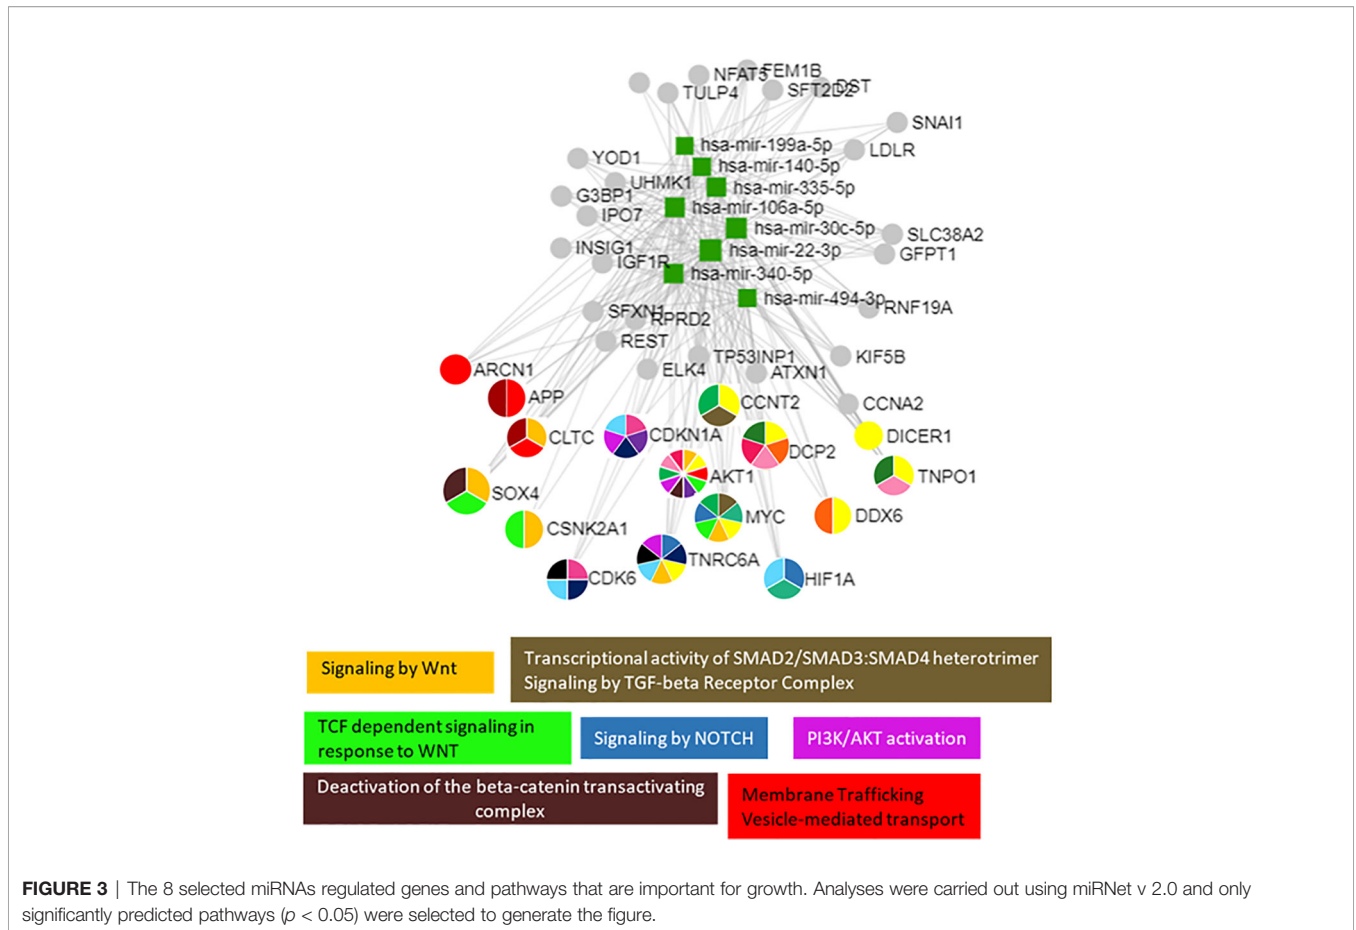 NFAT5
FEM1B
TULP4
SFT2D2
DST
SNAI1
hsa-mir-199a-5p
LDLR
YOD1
hsa-mir-140-5p
UHMK1
hsa-mir-335-5p
G3BP1
hsa-mir-106a-5p
IPO7
hsa-mir-30c-5p
SLC38A2
INSIG1
hsa-mir-22-3p
GFPT1
IGF1R
hsa-mir-340-5p
hsa-mir-494-3p
RNF19A
SFXN1
RPRD2
REST
TP53INP1
KIF5B
ARCN1
ELK4
ATXN1
APP
CCNT2
CCNA2
CLTC
CDKN1A
DICER1
DCP2
AKT1
TNPO1
SOX4
MYC
DDX6
CSNK2A1
TNRC6A
CDK6
HIF1A
Signaling by Wnt
Transcriptional activity of SMAD2/SMAD3:SMAD4 heterotrimer
Signaling by TGF-beta Receptor Complex
TCF dependent signaling in
response to WNT
Signaling by NOTCH
PI3K/AKT activation
Deactivation of the beta-catenin transactivating
complex
Membrane Trafficking
Vesicle-mediated transport
FIGURE 3 | The 8 selected miRNAs regulated genes and pathways that are important for growth. Analyses were carried out using miRNet v 2.0 and only
significantly predicted pathways (p < 0.05) were selected to generate the figure.